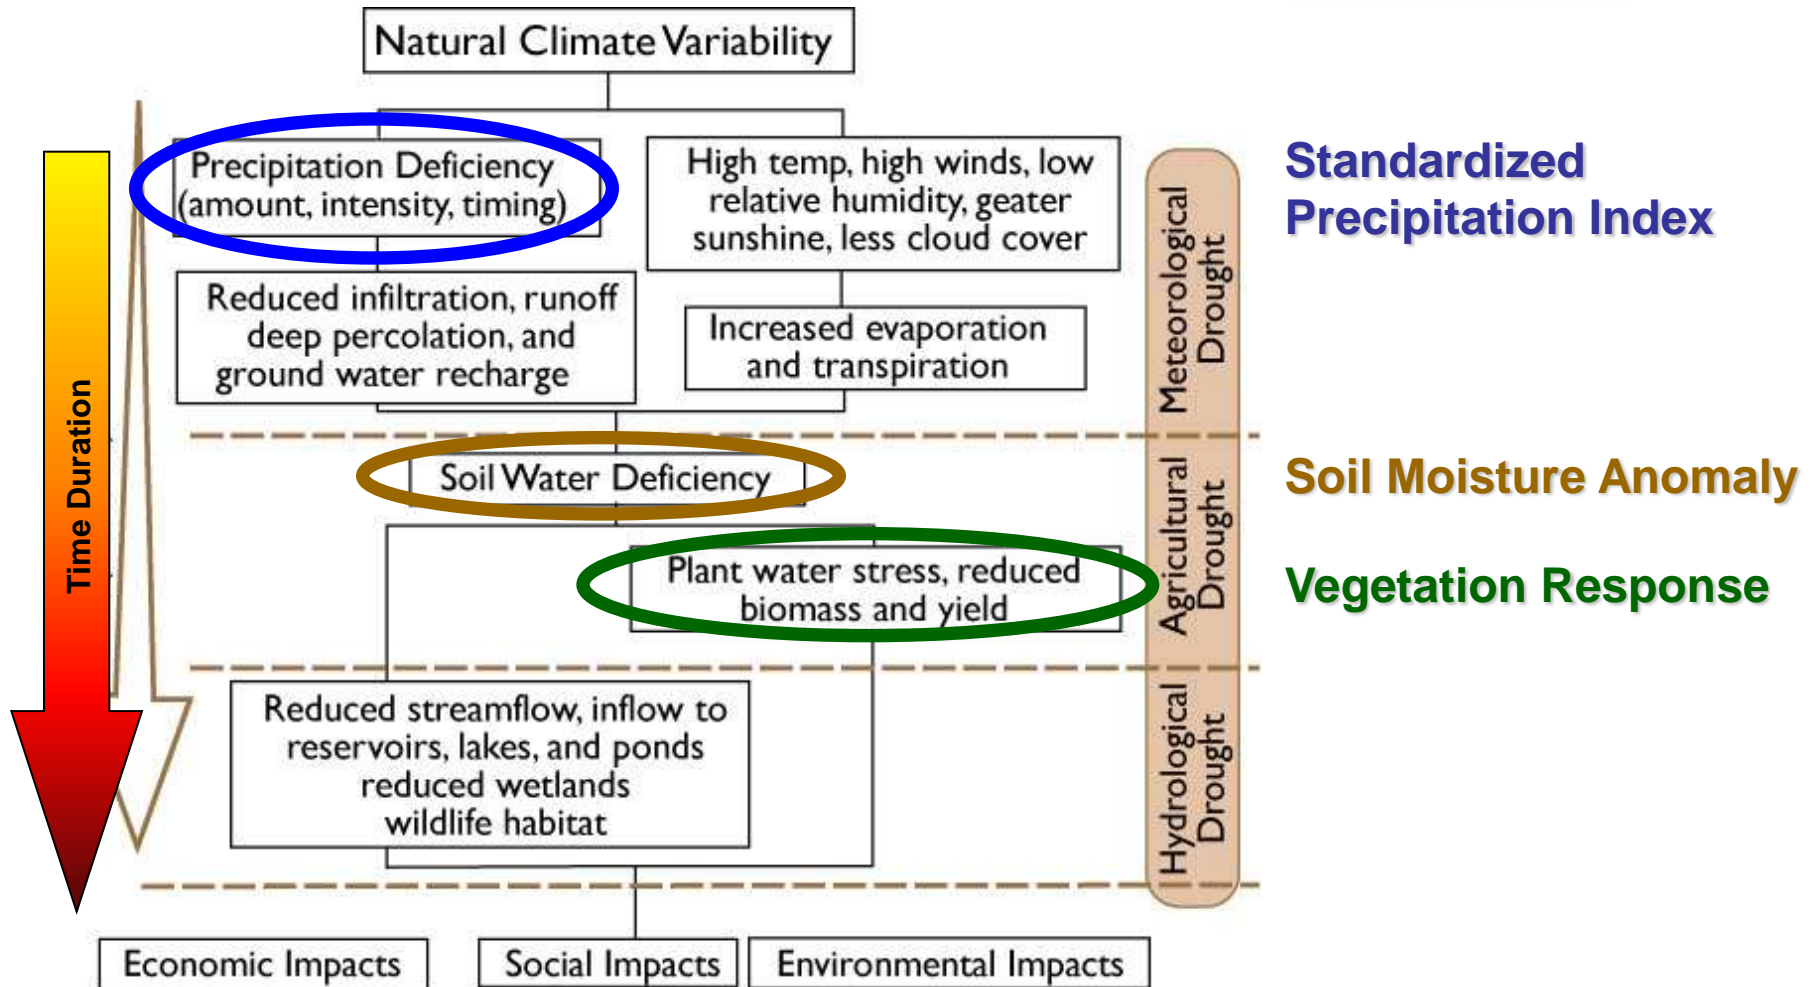 Natural Climate Variability
Precipitation Deficiency
(amount, intensity, timing)
High temp, high winds, low
relative humidity, geater
sunshine, less cloud cover
Standardized
Precipitation Index
Meteorological
Drought
Reduced infiltration, runoff
deep percolation, and
ground water recharge
Increased evaporation
and transpiration
Time Duration
Soil Water Deficiency
Soil Moisture Anomaly
Agricultural
Drought
Plant water stress, reduced
biomass and yield
Vegetation Response
Reduced streamflow, inflow to
reservoirs, lakes, and ponds
reduced wetlands
wildlife habitat
Hydrological
Drought
Economic Impacts
Social Impacts
Environmental Impacts